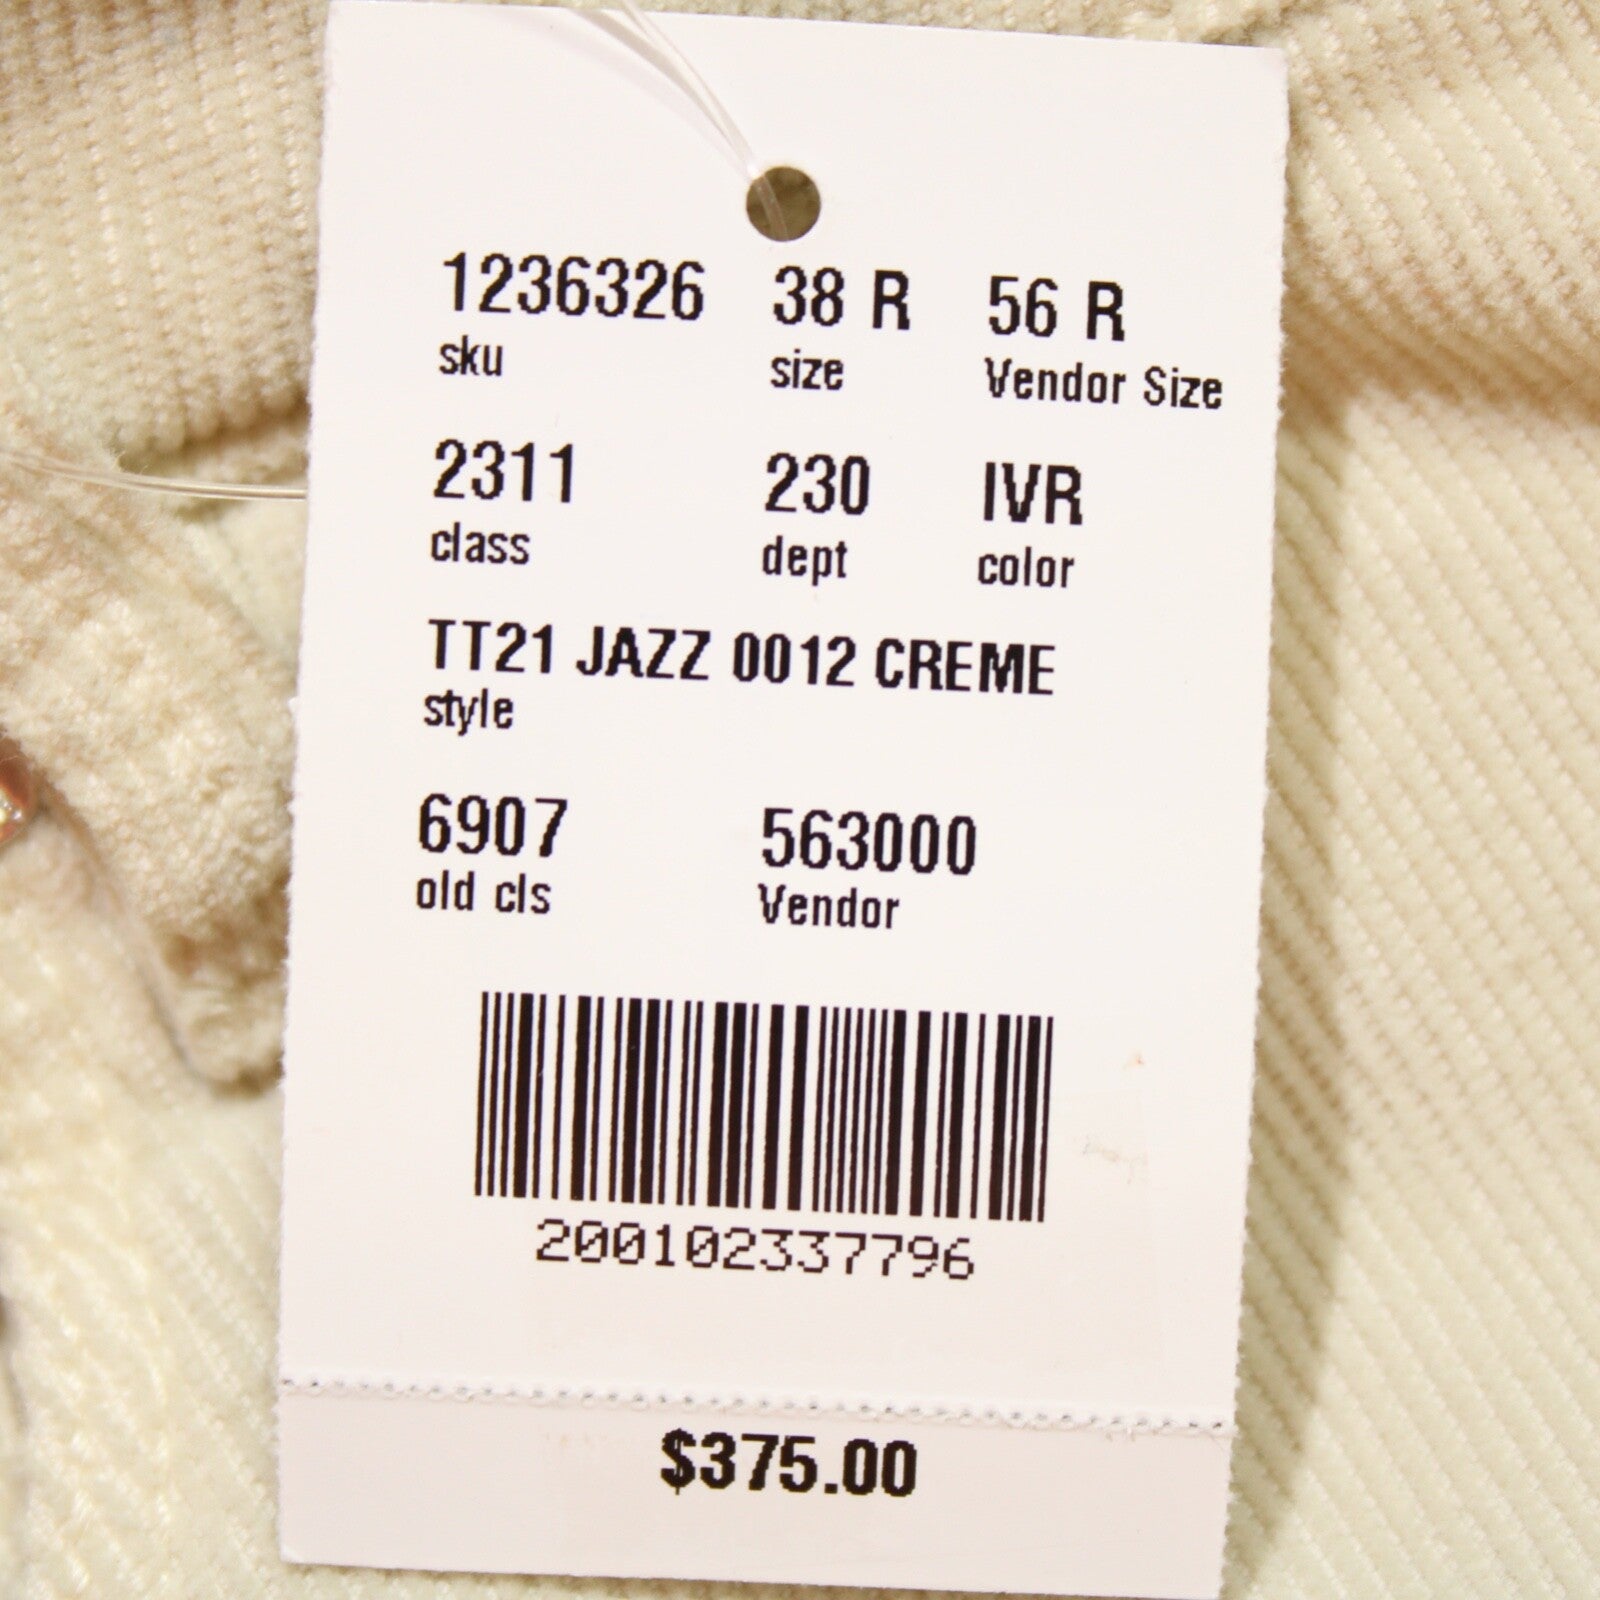 1236326 38 R 56 R
sku size Vendor Size
2311 230 IVR
class dept color
TT21 JAZZ 0012 CREME
style
6907 563000
old cls Vendor
200102337796
$375.00